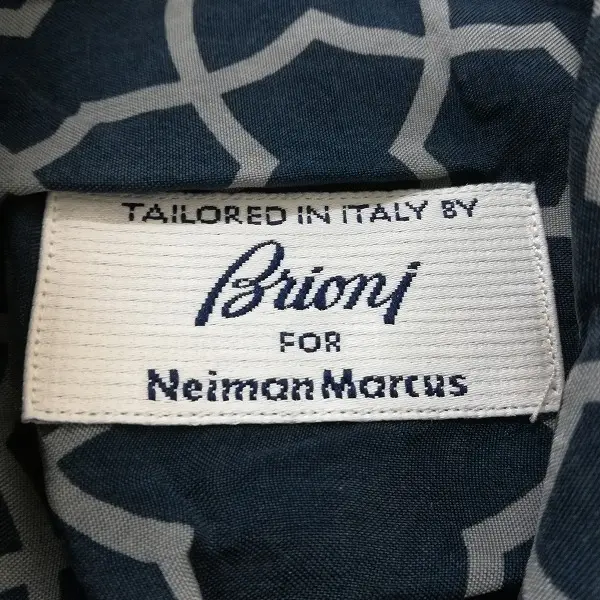 TAILORED IN ITALY BY
Brioni
FOR
Neiman Marcus